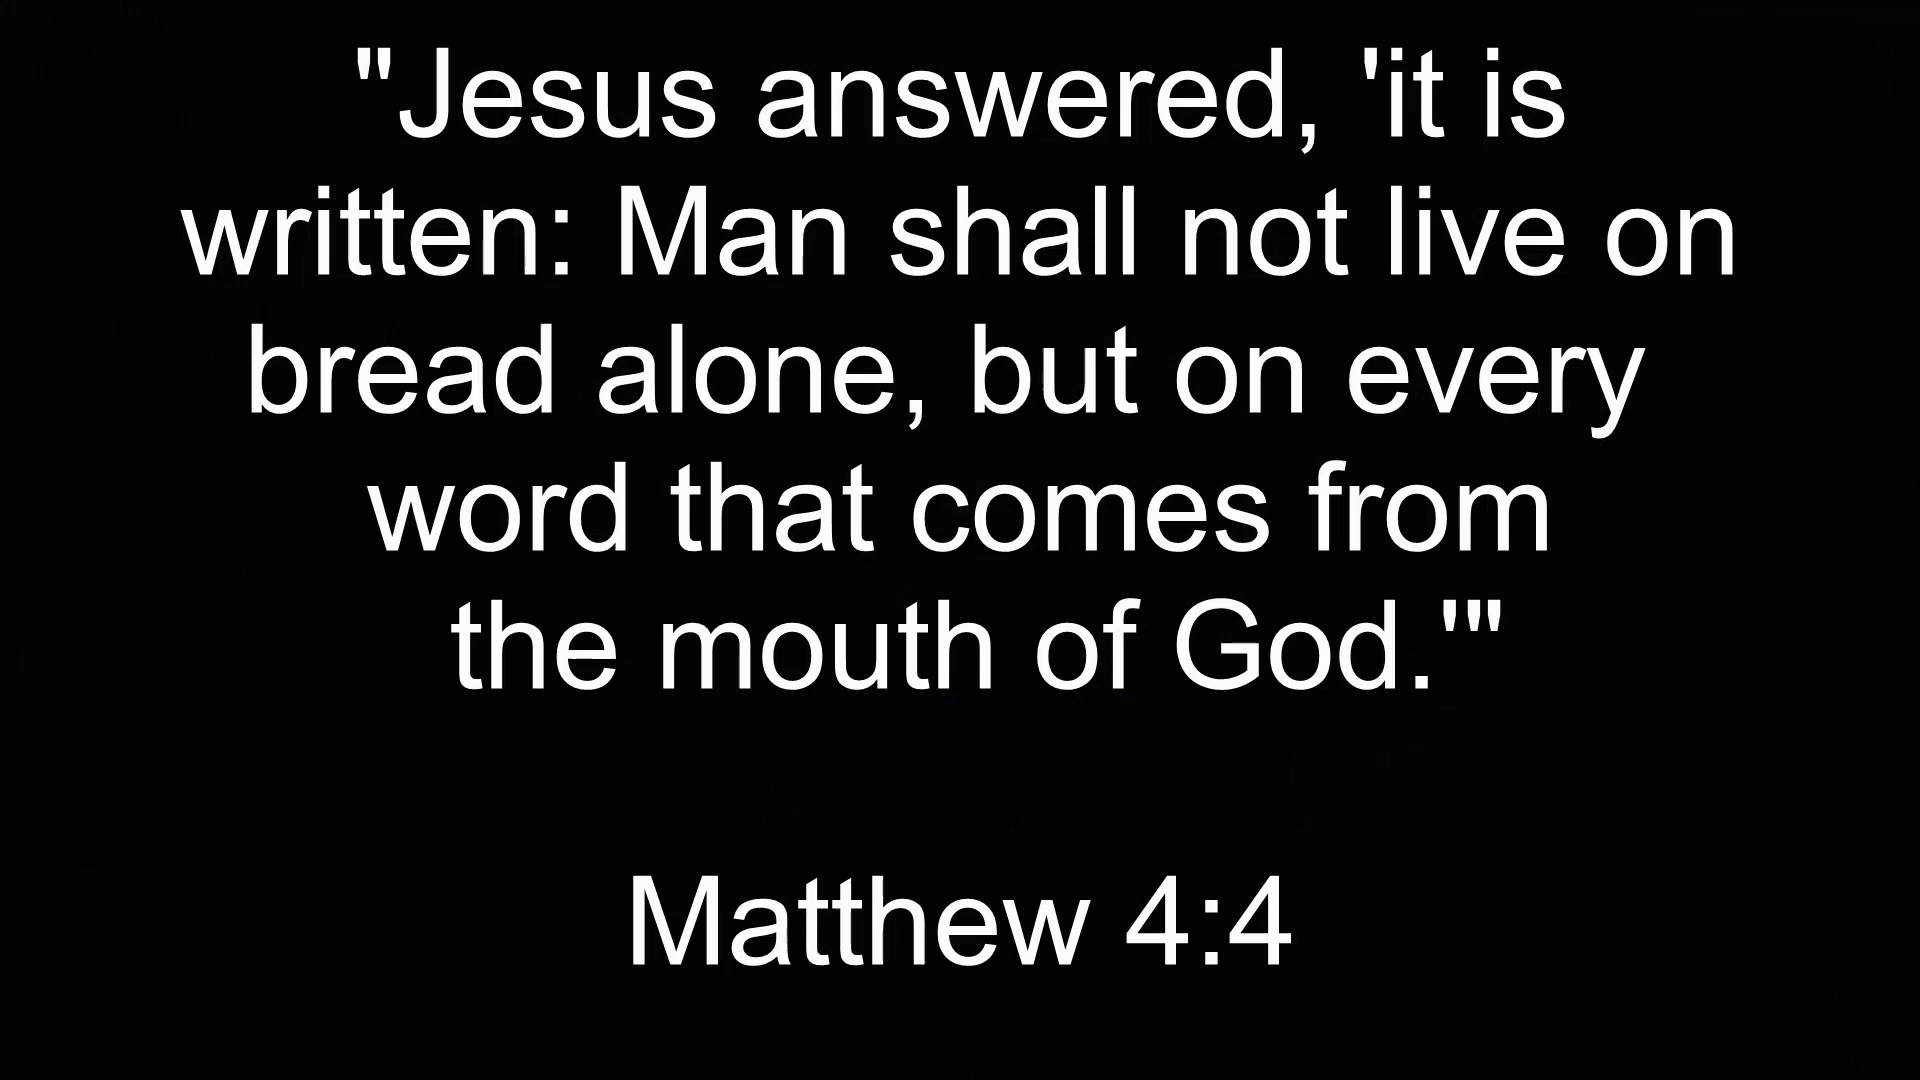 "Jesus answered, 'it is
written: Man shall not live on
bread alone, but on every
word that comes from
the mouth of God.'"
Matthew 4:4